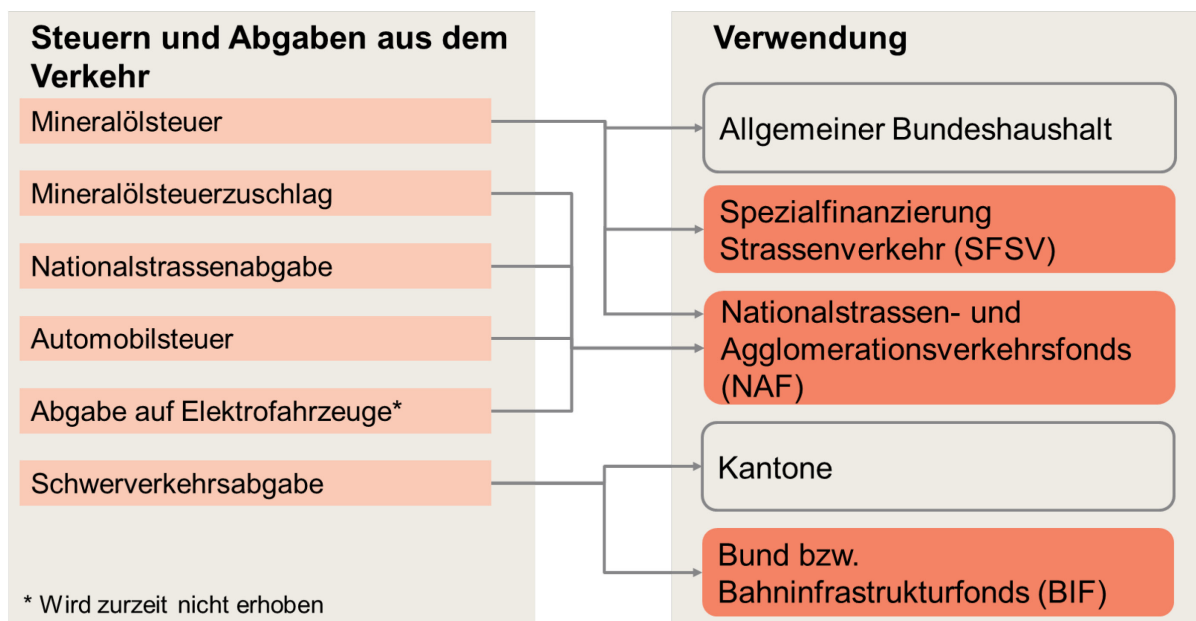 Steuern und Abgaben aus dem
Verkehr
Mineralölsteuer
Mineralölsteuerzuschlag
Nationalstrassenabgabe
Automobilsteuer
Abgabe auf Elektrofahrzeuge*
Schwerverkehrsabgabe
* Wird zurzeit nicht erhoben
Verwendung
Allgemeiner Bundeshaushalt
Spezialfinanzierung
Strassenverkehr (SFSV)
Nationalstrassen- und
Agglomerationsverkehrsfonds
(NAF)
Kantone
Bund bzw.
Bahninfrastrukturfonds (BIF)